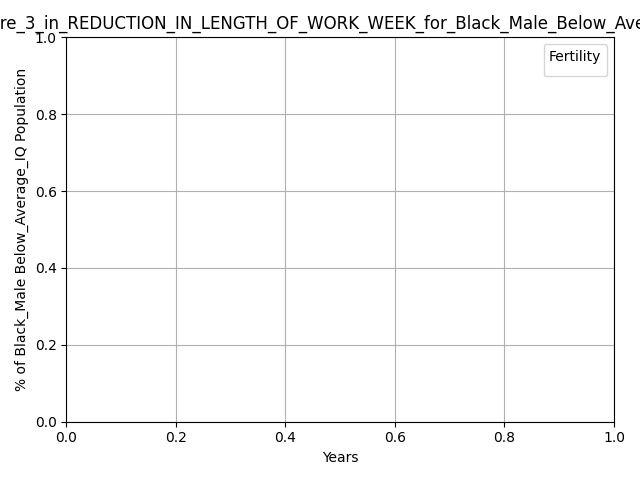 re_3_in_REDUCTION_IN_LENGTH_OF_WORK_WEEK_for_Black_Male_Below_Ave
Fertility
% of Black_Male Below_Average_IQ Population
1.0
0.8
0.6
0.4
0.2
0.0
0.0 0.2 0.4 0.6 0.8 1.0
Years